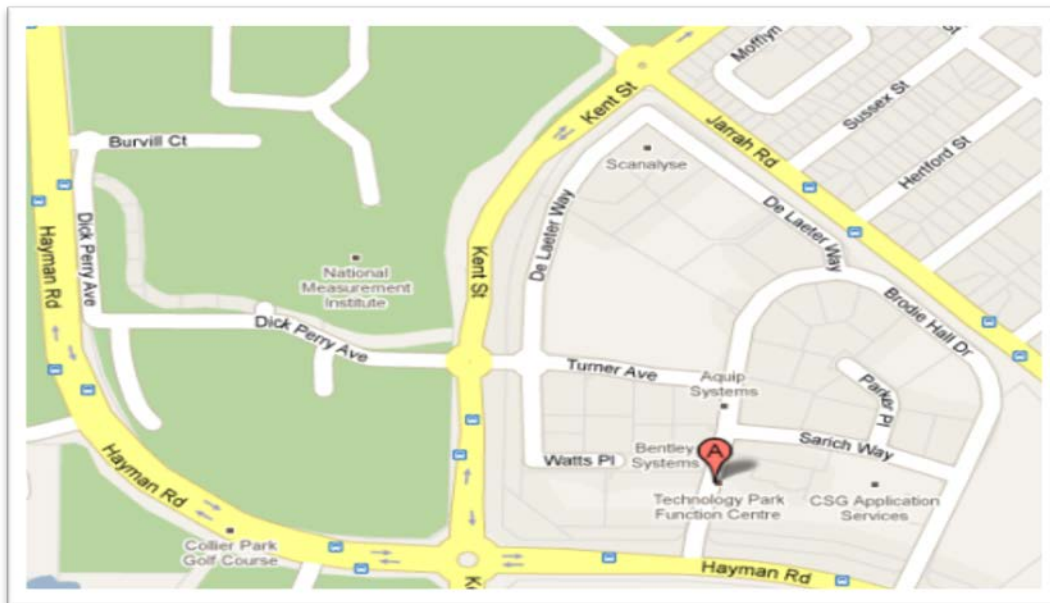 Mofflyn
Kent St
Sussex St
Jarrah Rd
Burvill Ct
Hertford St
Scanalyse
De Laeter Way
De Laeter Way
Dick Perry Ave
Hayman Rd
Kent St
National
Measurement
Institute
Brodie Hall Dr
Dick Perry Ave
Turner Ave
Parker Pl
Aquip
Systems
Sarich Way
Bentley
Systems
A
Watts Pl
Hayman Rd
Technology Park
Function Centre
CSG Application
Services
Collier Park
Golf Course
Hayman Rd